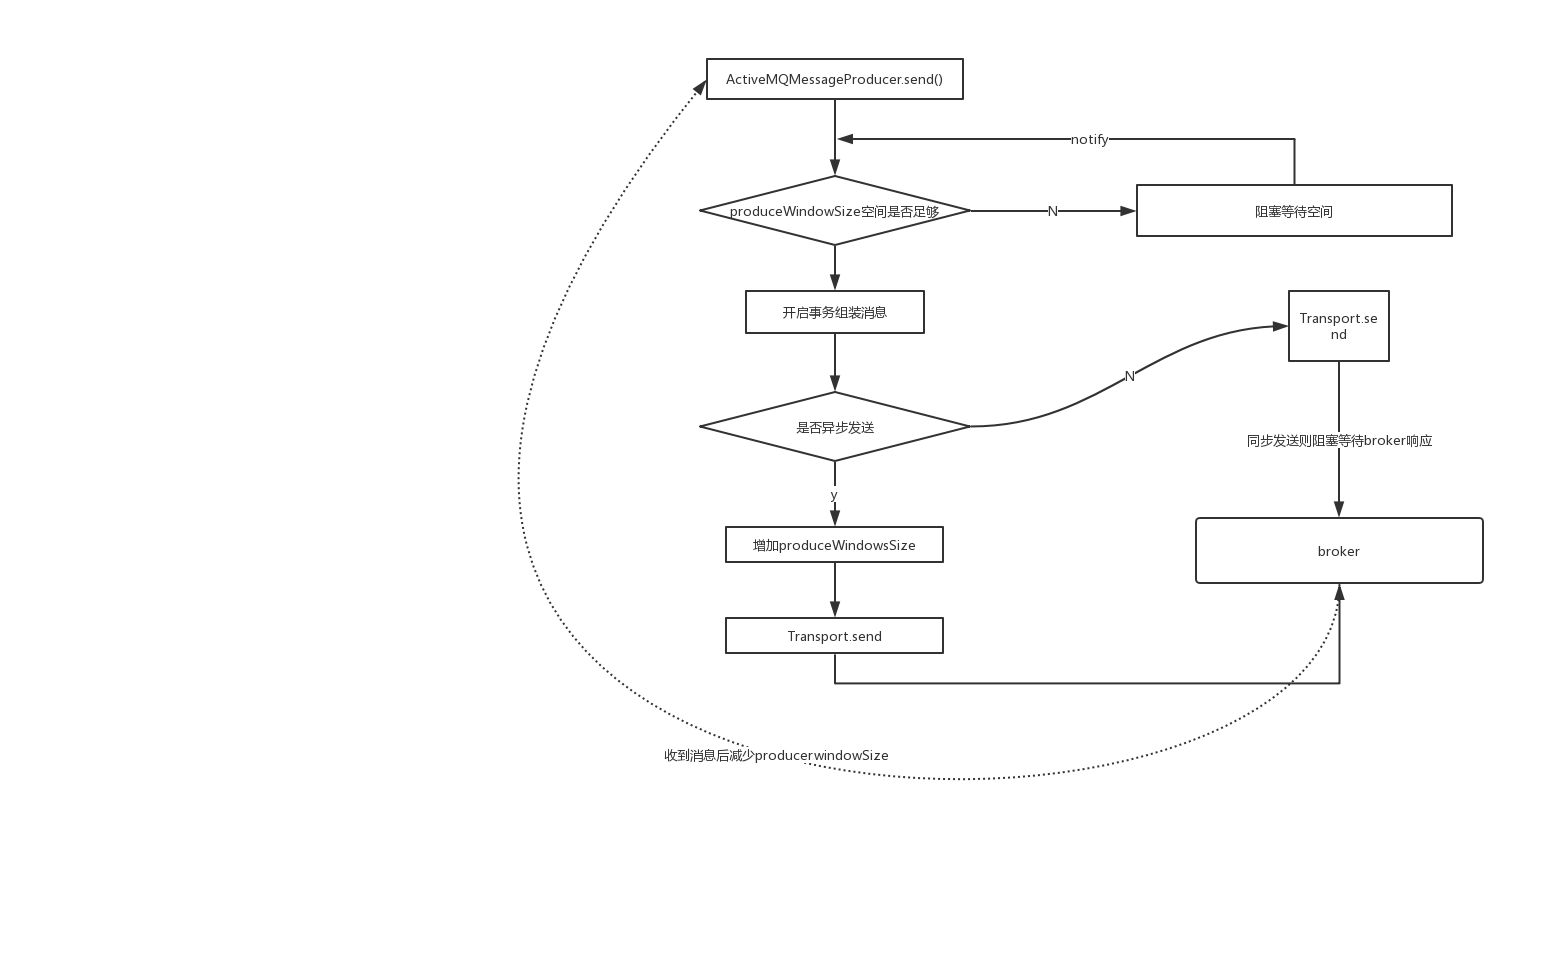 ActiveMQMessageProducer.send()
notify
produceWindowSize空间是否足够
N
阻塞等待空间
开启事务组装消息
Transport.se
nd
N
是否异步发送
同步发送则阻塞等待broker响应
y
增加produceWindowsSize
broker
Transport.send
收到消息后减少producerwindowSize